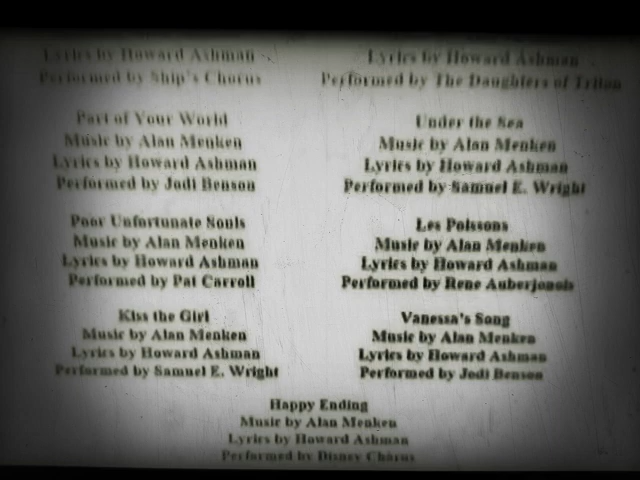 Lyrics by Howard Ashman
Performed by Ship's Chorus
Lyrics by Howard Ashman
Performed by The Daughters of Triton
Part of Your World
Music by Alan Menken
Lyrics by Howard Ashman
Performed by Jodi Benson
Under the Sea
Music by Alan Menken
Lyrics by Howard Ashman
Performed by Samuel E. Wright
Poor Unfortunate Souls
Music by Alan Menken
Lyrics by Howard Ashman
Performed by Pat Carroll
Les Poissons
Music by Alan Menken
Lyrics by Howard Ashman
Performed by Rene Auberjonois
Kiss the Girl
Music by Alan Menken
Lyrics by Howard Ashman
Performed by Samuel E. Wright
Vanessa's Song
Music by Alan Menken
Lyrics by Howard Ashman
Performed by Jodi Benson
Happy Ending
Music by Alan Menken
Lyrics by Howard Ashman
Performed by Disney Chorus